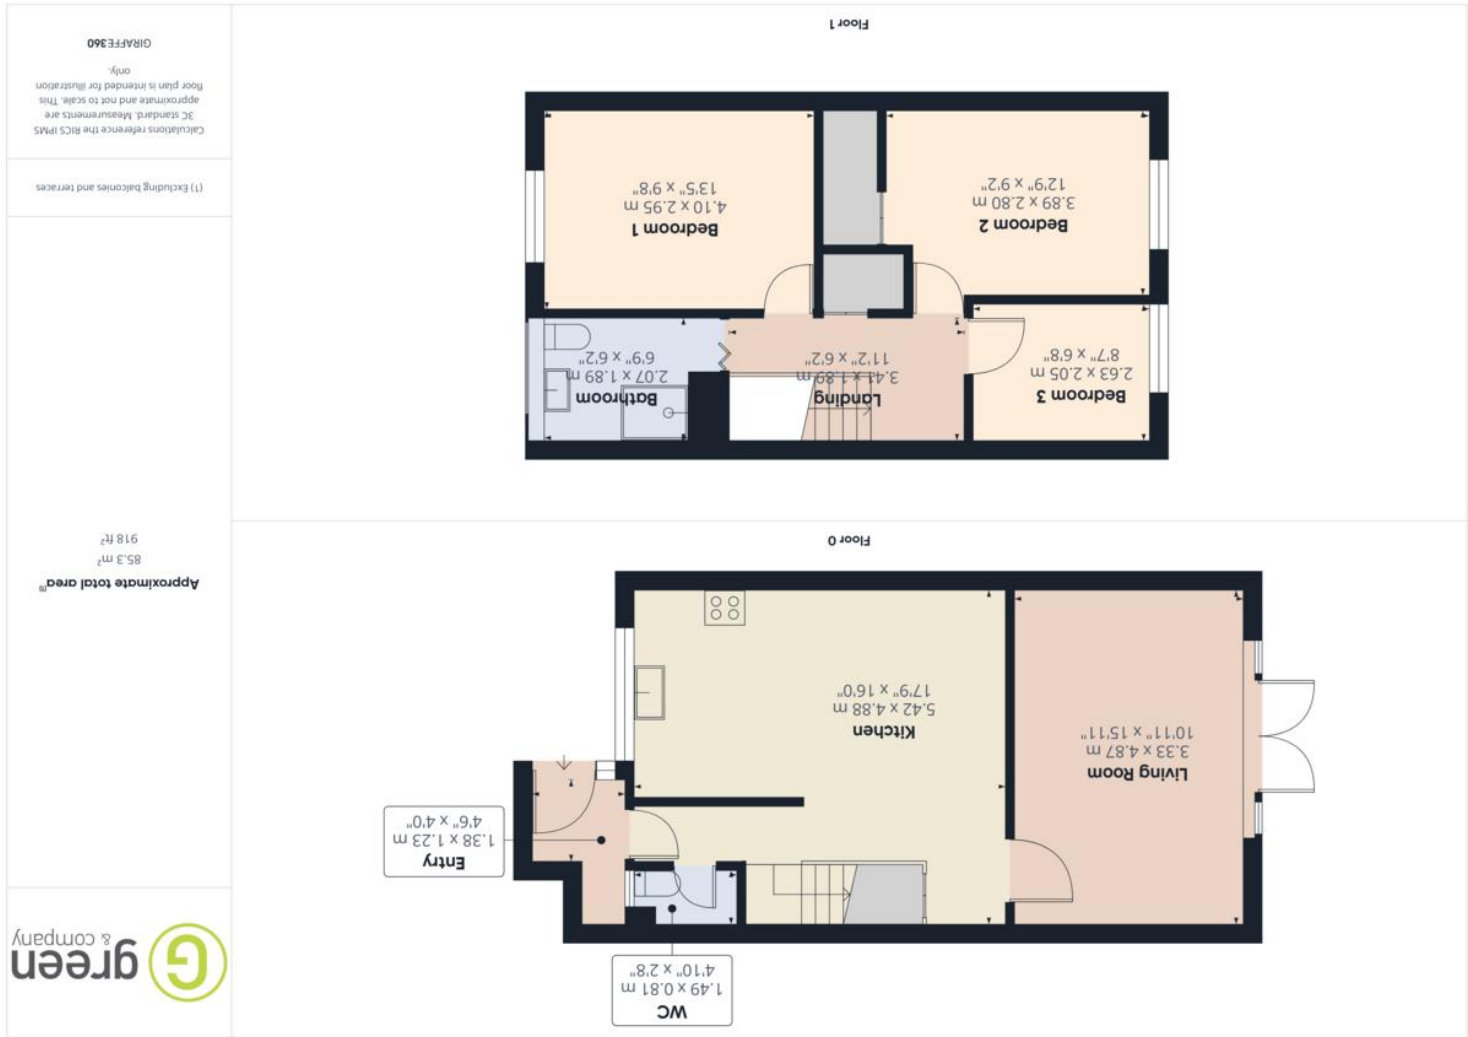 green
& company
Approximate total area⁽¹⁾
85.3 m²
918 ft²
(1) Excluding balconies and terraces
Calculations reference the RICS IPMS
3C standard. Measurements are
approximate and not to scale. This
floor plan is intended for illustration
only.
GIRAFFE360
WC
1.49 x 0.81 m
4'10" x 2'8"
Entry
1.38 x 1.23 m
4'6" x 4'0"
Living Room
3.33 x 4.87 m
10'11" x 15'11"
Kitchen
5.42 x 4.88 m
17'9" x 16'0"
Floor 0
Bedroom 3
2.63 x 2.05 m
8'7" x 6'8"
Landing
3.41 x 1.89 m
11'2" x 6'2"
Bathroom
2.07 x 1.89 m
6'9" x 6'2"
Bedroom 2
3.89 x 2.80 m
12'9" x 9'2"
Bedroom 1
4.10 x 2.95 m
13'5" x 9'8"
Floor 1